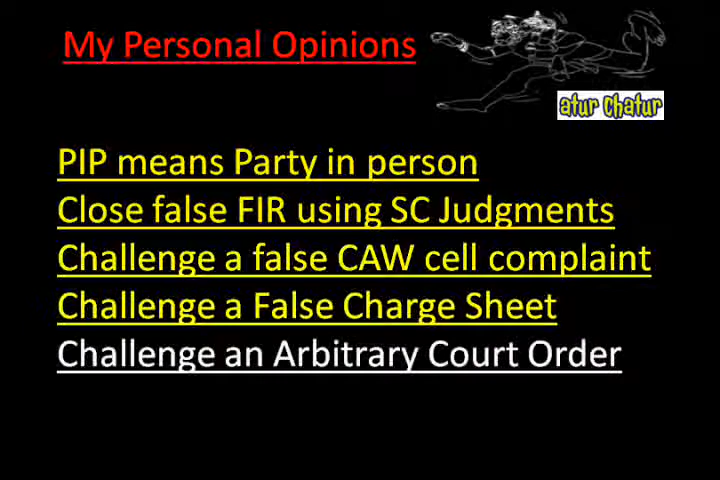 My Personal Opinions
atur chatur
PIP means Party in person
Close false FIR using SC Judgments
Challenge a false CAW cell complaint
Challenge a False Charge Sheet
Challenge an Arbitrary Court Order